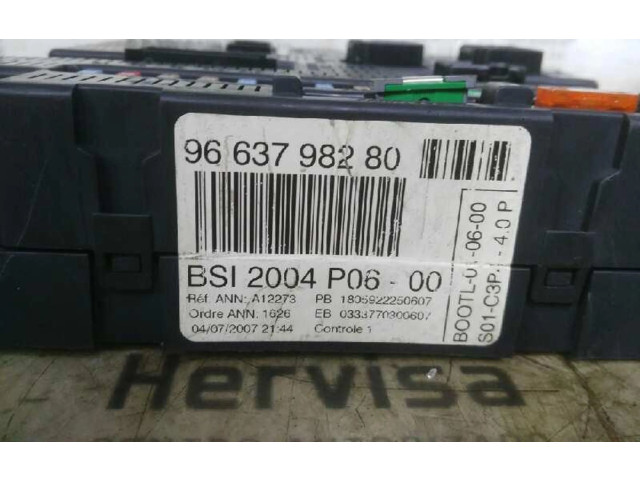 96 637 982 80
BSI 2004 P06 - 00
Réf. ANN: A12273 PB 1805922250607
Ordre ANN: 1626 EB 0333770300607
04/07/2007 21:44 Controle 1
S01-C3P 4.0 P
Hervisa